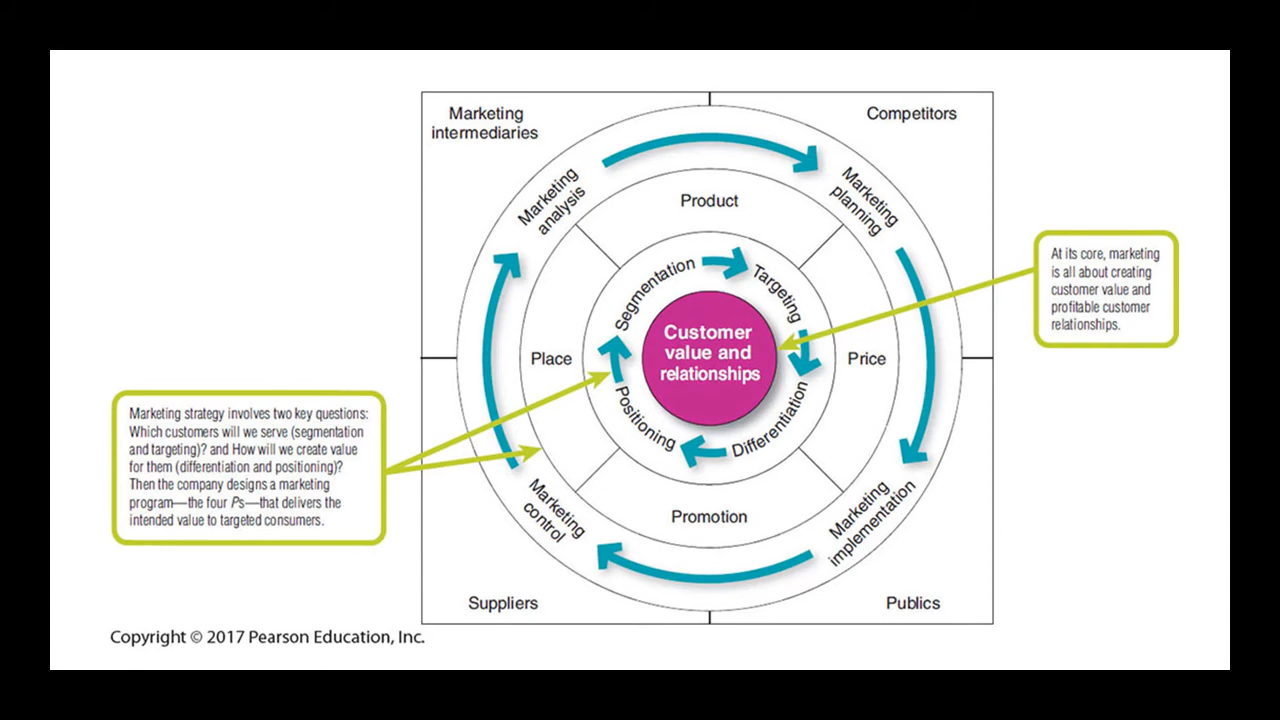 Marketing
intermediaries
Competitors
Marketing
analysis
Marketing
planning
Product
Segmentation
Targeting
At its core, marketing
is all about creating
customer value and
profitable customer
relationships.
Customer
value and
relationships
Place
Price
Positioning
Differentiation
Marketing strategy involves two key questions:
Which customers will we serve (segmentation
and targeting)? and How will we create value
for them (differentiation and positioning)?
Then the company designs a marketing
program—the four Ps—that delivers the
intended value to targeted consumers.
Marketing
control
Promotion
Marketing
implementation
Suppliers
Publics
Copyright © 2017 Pearson Education, Inc.